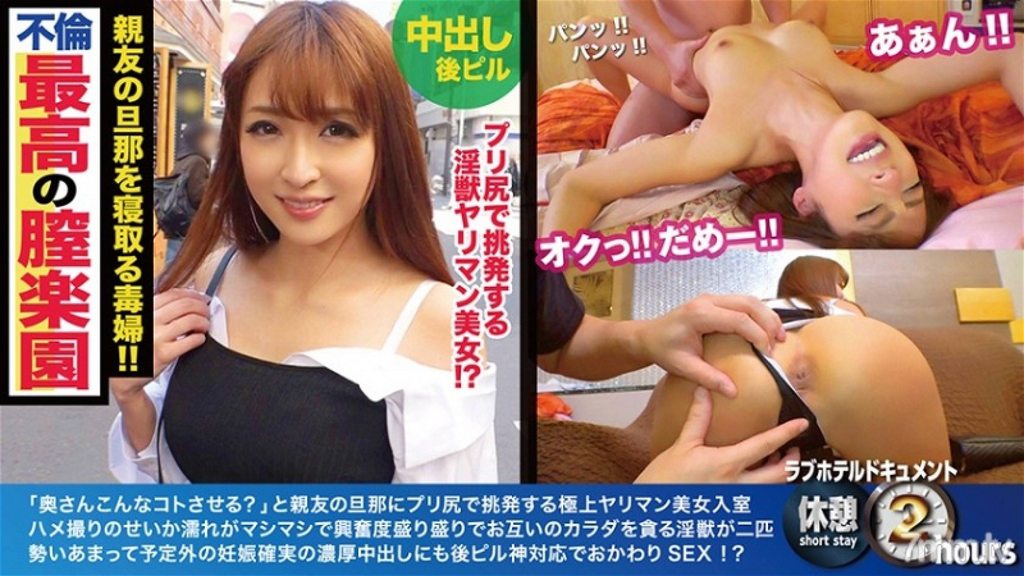 不倫
最高の膣楽園
親友の旦那を寝取る毒婦!!
中出し
後ピル
プリ尻で挑発する
淫獣ヤリマン美女!?
パンッ!!
パンッ!!
あぁん!!
オクっ!!だめー!!
ラブホテルドキュメント
休憩
short stay
2
hours
「奥さんこんなコトさせる?」と親友の旦那にプリ尻で挑発する極上ヤリマン美女入室
ハメ撮りのせいか濡れがマシマシで興奮度盛り盛りでお互いのカラダを貪る淫獣が二匹
勢いあまって予定外の妊娠確実の濃厚中出しにも後ピル神対応でおかわりSEX!?